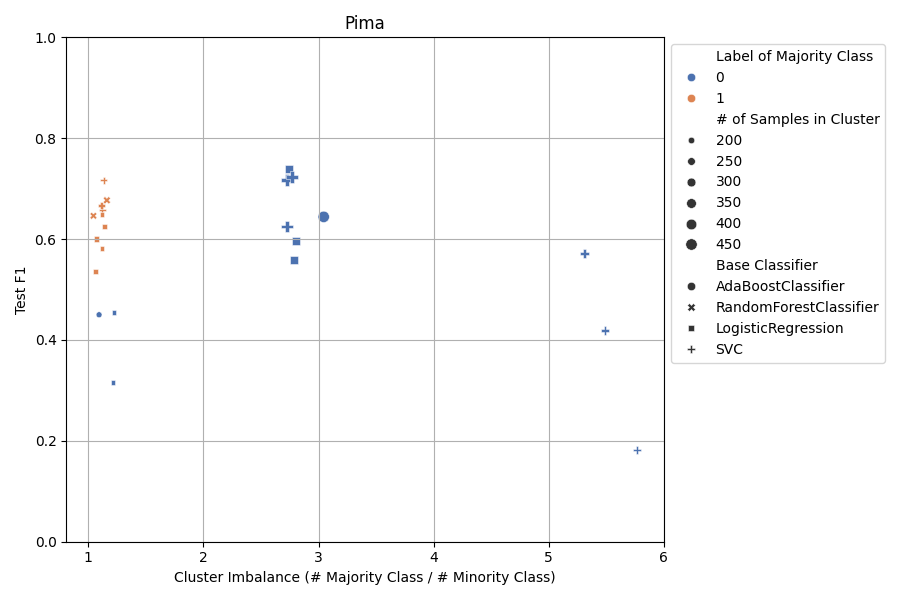 Pima
1.0
0.8
0.6
0.4
0.2
0.0
Test F1
1 2 3 4 5 6
Cluster Imbalance (# Majority Class / # Minority Class)
Label of Majority Class
0
1
# of Samples in Cluster
200
250
300
350
400
450
Base Classifier
AdaBoostClassifier
RandomForestClassifier
LogisticRegression
SVC